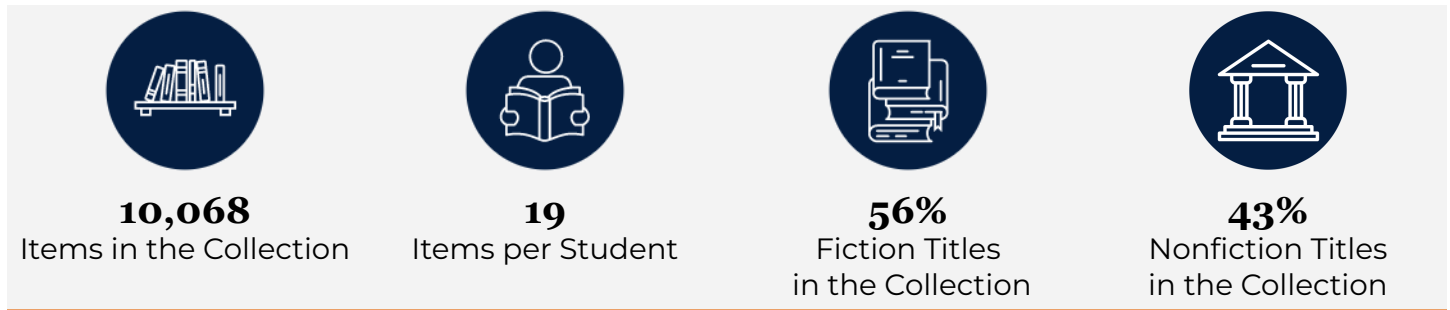 10,068
Items in the Collection
19
Items per Student
56%
Fiction Titles
in the Collection
43%
Nonfiction Titles
in the Collection